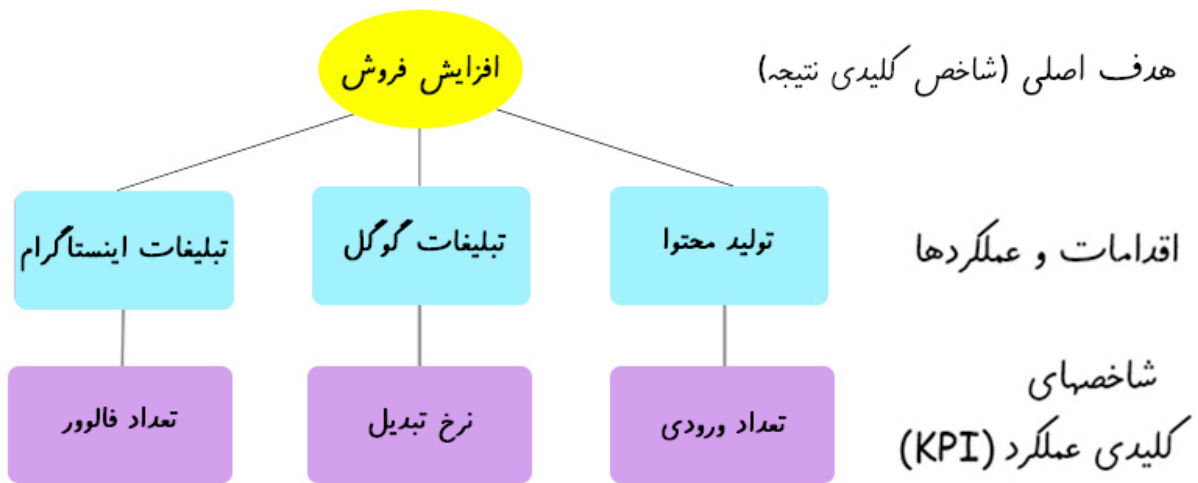 هدف اصلی (شاخص کلیدی نتیجه)
افزایش فروش
اقدامات و عملکردها
تولید محتوا
تبلیغات گوگل
تبلیغات اینستاگرام
شاخصهای
کلیدی عملکرد (KPI)
تعداد ورودی
نرخ تبدیل
تعداد فالوور